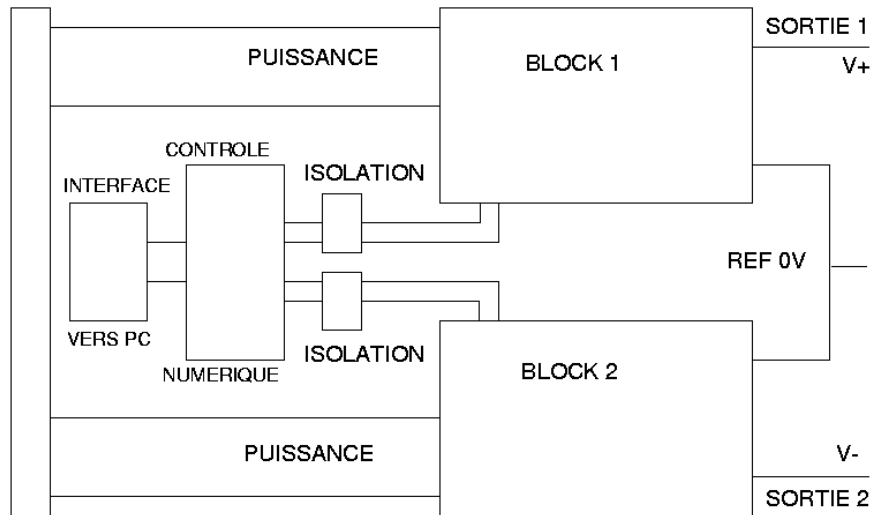 SORTIE 1
PUISSANCE
BLOCK 1
V+
CONTROLE
ISOLATION
INTERFACE
REF 0V
VERS PC
ISOLATION
NUMERIQUE
BLOCK 2
PUISSANCE
V-
SORTIE 2